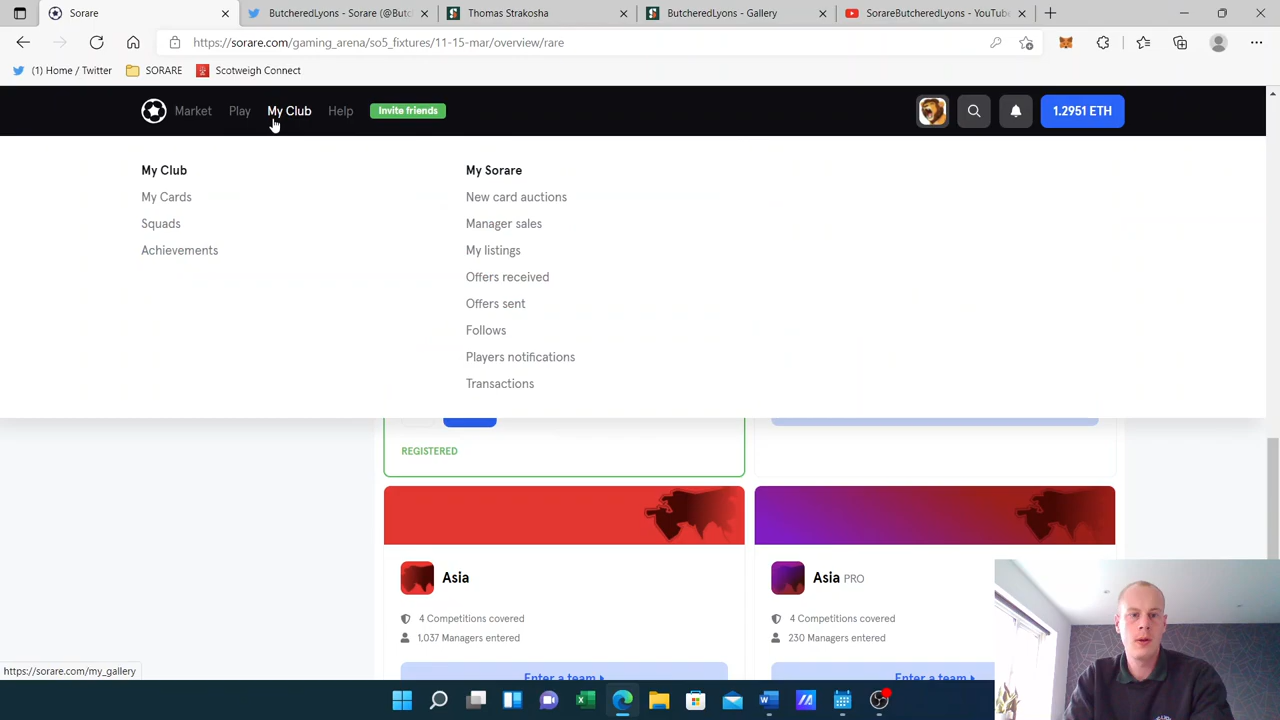 Sorare
ButcheredLyons - Sorare (@Butc
Thomas Strakosha
ButcheredLyons - Gallery
SorareButcheredLyons - YouTube
https://sorare.com/gaming_arena/so5_fixtures/11-15-mar/overview/rare
(1) Home / Twitter
SORARE
Scotweigh Connect
Market
Play
My Club
Help
Invite friends
1.2951 ETH
My Club
My Cards
Squads
Achievements
My Sorare
New card auctions
Manager sales
My listings
Offers received
Offers sent
Follows
Players notifications
Transactions
REGISTERED
Asia
4 Competitions covered
1,037 Managers entered
Enter a team
Asia PRO
4 Competitions covered
230 Managers entered
Enter a team
https://sorare.com/my_gallery